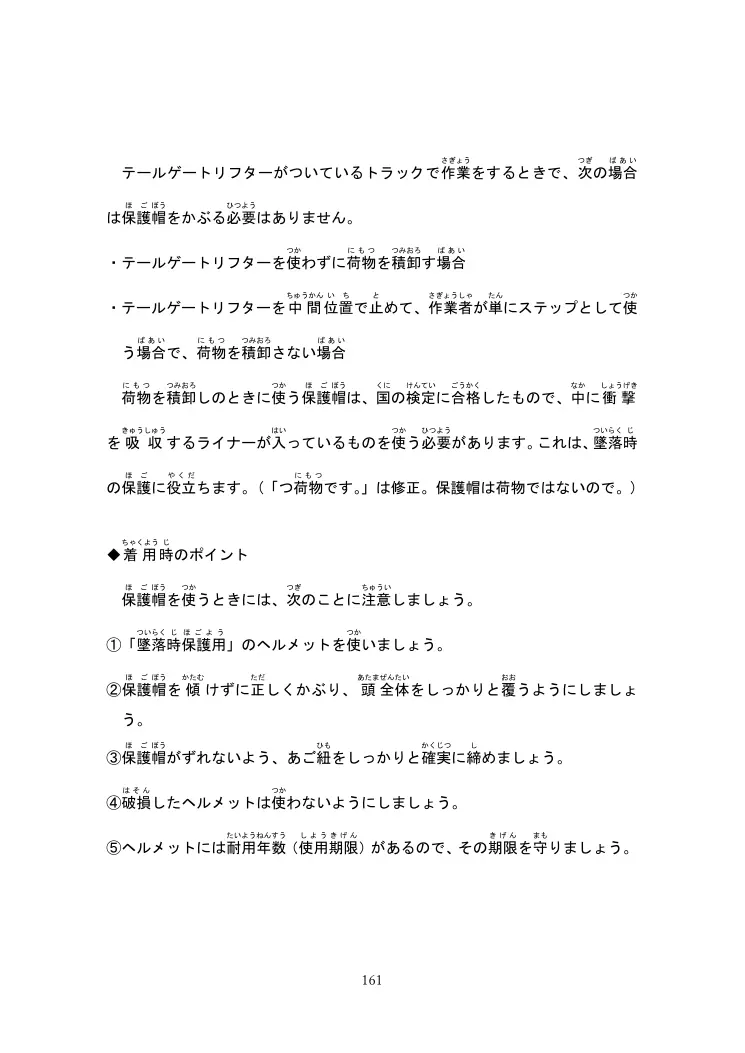 テールゲートリフターがついているトラックで作業をするときで、次の場合
は保護帽をかぶる必要はありません。
・テールゲートリフターを使わずに荷物を積卸す場合
・テールゲートリフターを中間位置で止めて、作業者が単にステップとして使
う場合で、荷物を積卸さない場合
荷物を積卸しのときに使う保護帽は、国の検定に合格したもので、中に衝撃
を吸収するライナーが入っているものを使う必要があります。これは、墜落時
の保護に役立ちます。（「つ荷物です。」は修正。保護帽は荷物ではないので。）
◆着用時のポイント
保護帽を使うときには、次のことに注意しましょう。
①「墜落時保護用」のヘルメットを使いましょう。
②保護帽を傾けずに正しくかぶり、頭全体をしっかりと覆うようにしましょ
う。
③保護帽がずれないよう、あご紐をしっかりと確実に締めましょう。
④破損したヘルメットは使わないようにしましょう。
⑤ヘルメットには耐用年数（使用期限）があるので、その期限を守りましょう。
161